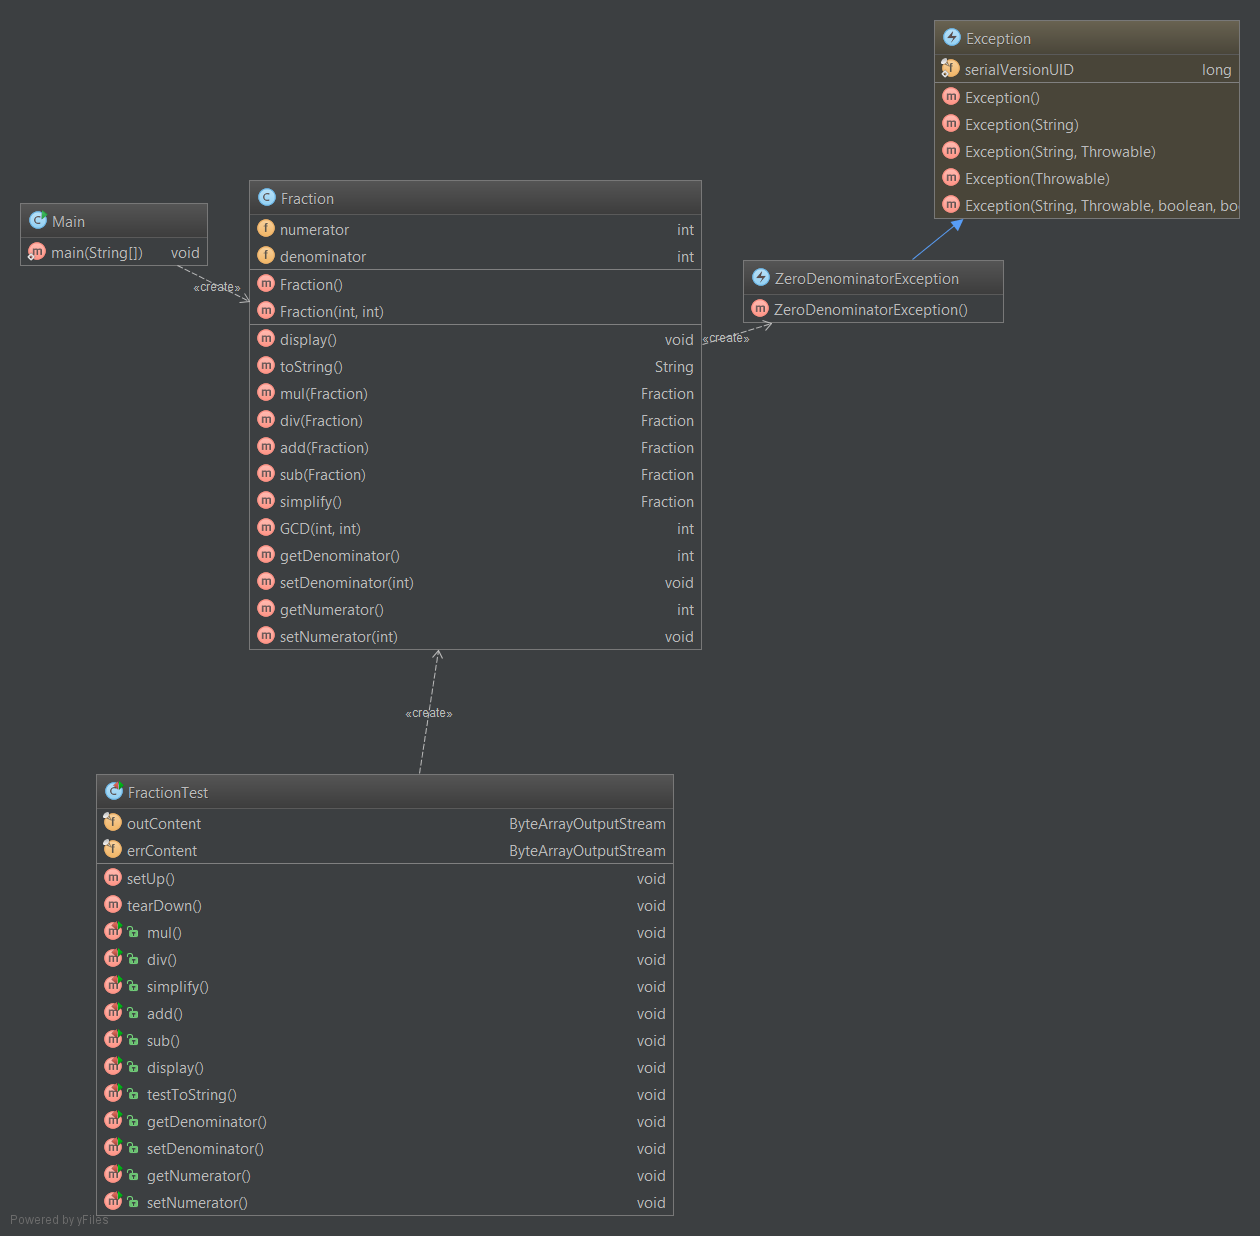 Exception
serialVersionUID long
Exception()
Exception(String)
Exception(String, Throwable)
Exception(Throwable)
Exception(String, Throwable, boolean, bo
Main
main(String[]) void
«create»
Fraction
numerator int
denominator int
Fraction()
Fraction(int, int)
display() void
toString() String
mul(Fraction) Fraction
div(Fraction) Fraction
add(Fraction) Fraction
sub(Fraction) Fraction
simplify() Fraction
GCD(int, int) int
getDenominator() int
setDenominator(int) void
getNumerator() int
setNumerator(int) void
«create»
ZeroDenominatorException
ZeroDenominatorException()
«create»
FractionTest
outContent ByteArrayOutputStream
errContent ByteArrayOutputStream
setUp() void
tearDown() void
mul() void
div() void
simplify() void
add() void
sub() void
display() void
testToString() void
getDenominator() void
setDenominator() void
getNumerator() void
setNumerator() void
Powered by yFiles